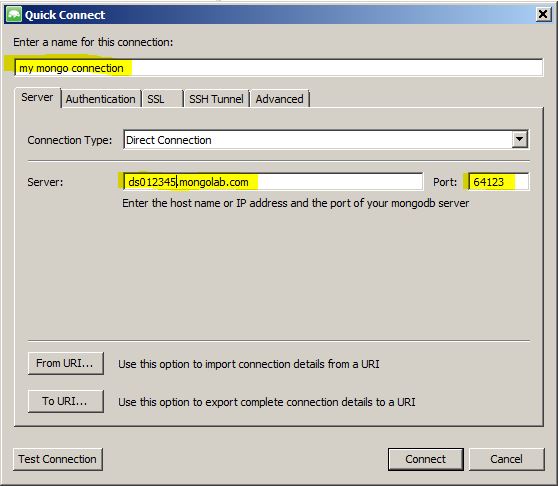 Quick Connect
Enter a name for this connection:
my mongo connection
Server Authentication SSL SSH Tunnel Advanced
Connection Type: Direct Connection
Server: ds012345.mongolab.com Port: 64123
Enter the host name or IP address and the port of your mongodb server
From URI... Use this option to import connection details from a URI
To URI... Use this option to export complete connection details to a URI
Test Connection Connect Cancel